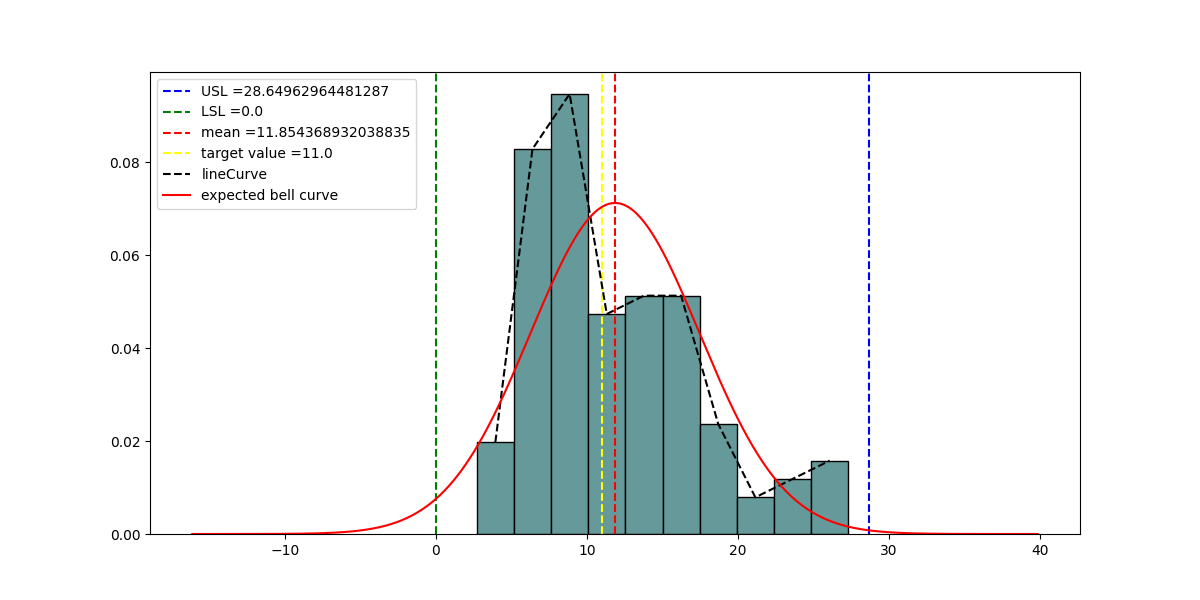 USL =28.64962964481287
LSL =0.0
mean =11.854368932038835
target value =11.0
lineCurve
expected bell curve
0.08
0.06
0.04
0.02
0.00
−10 0 10 20 30 40